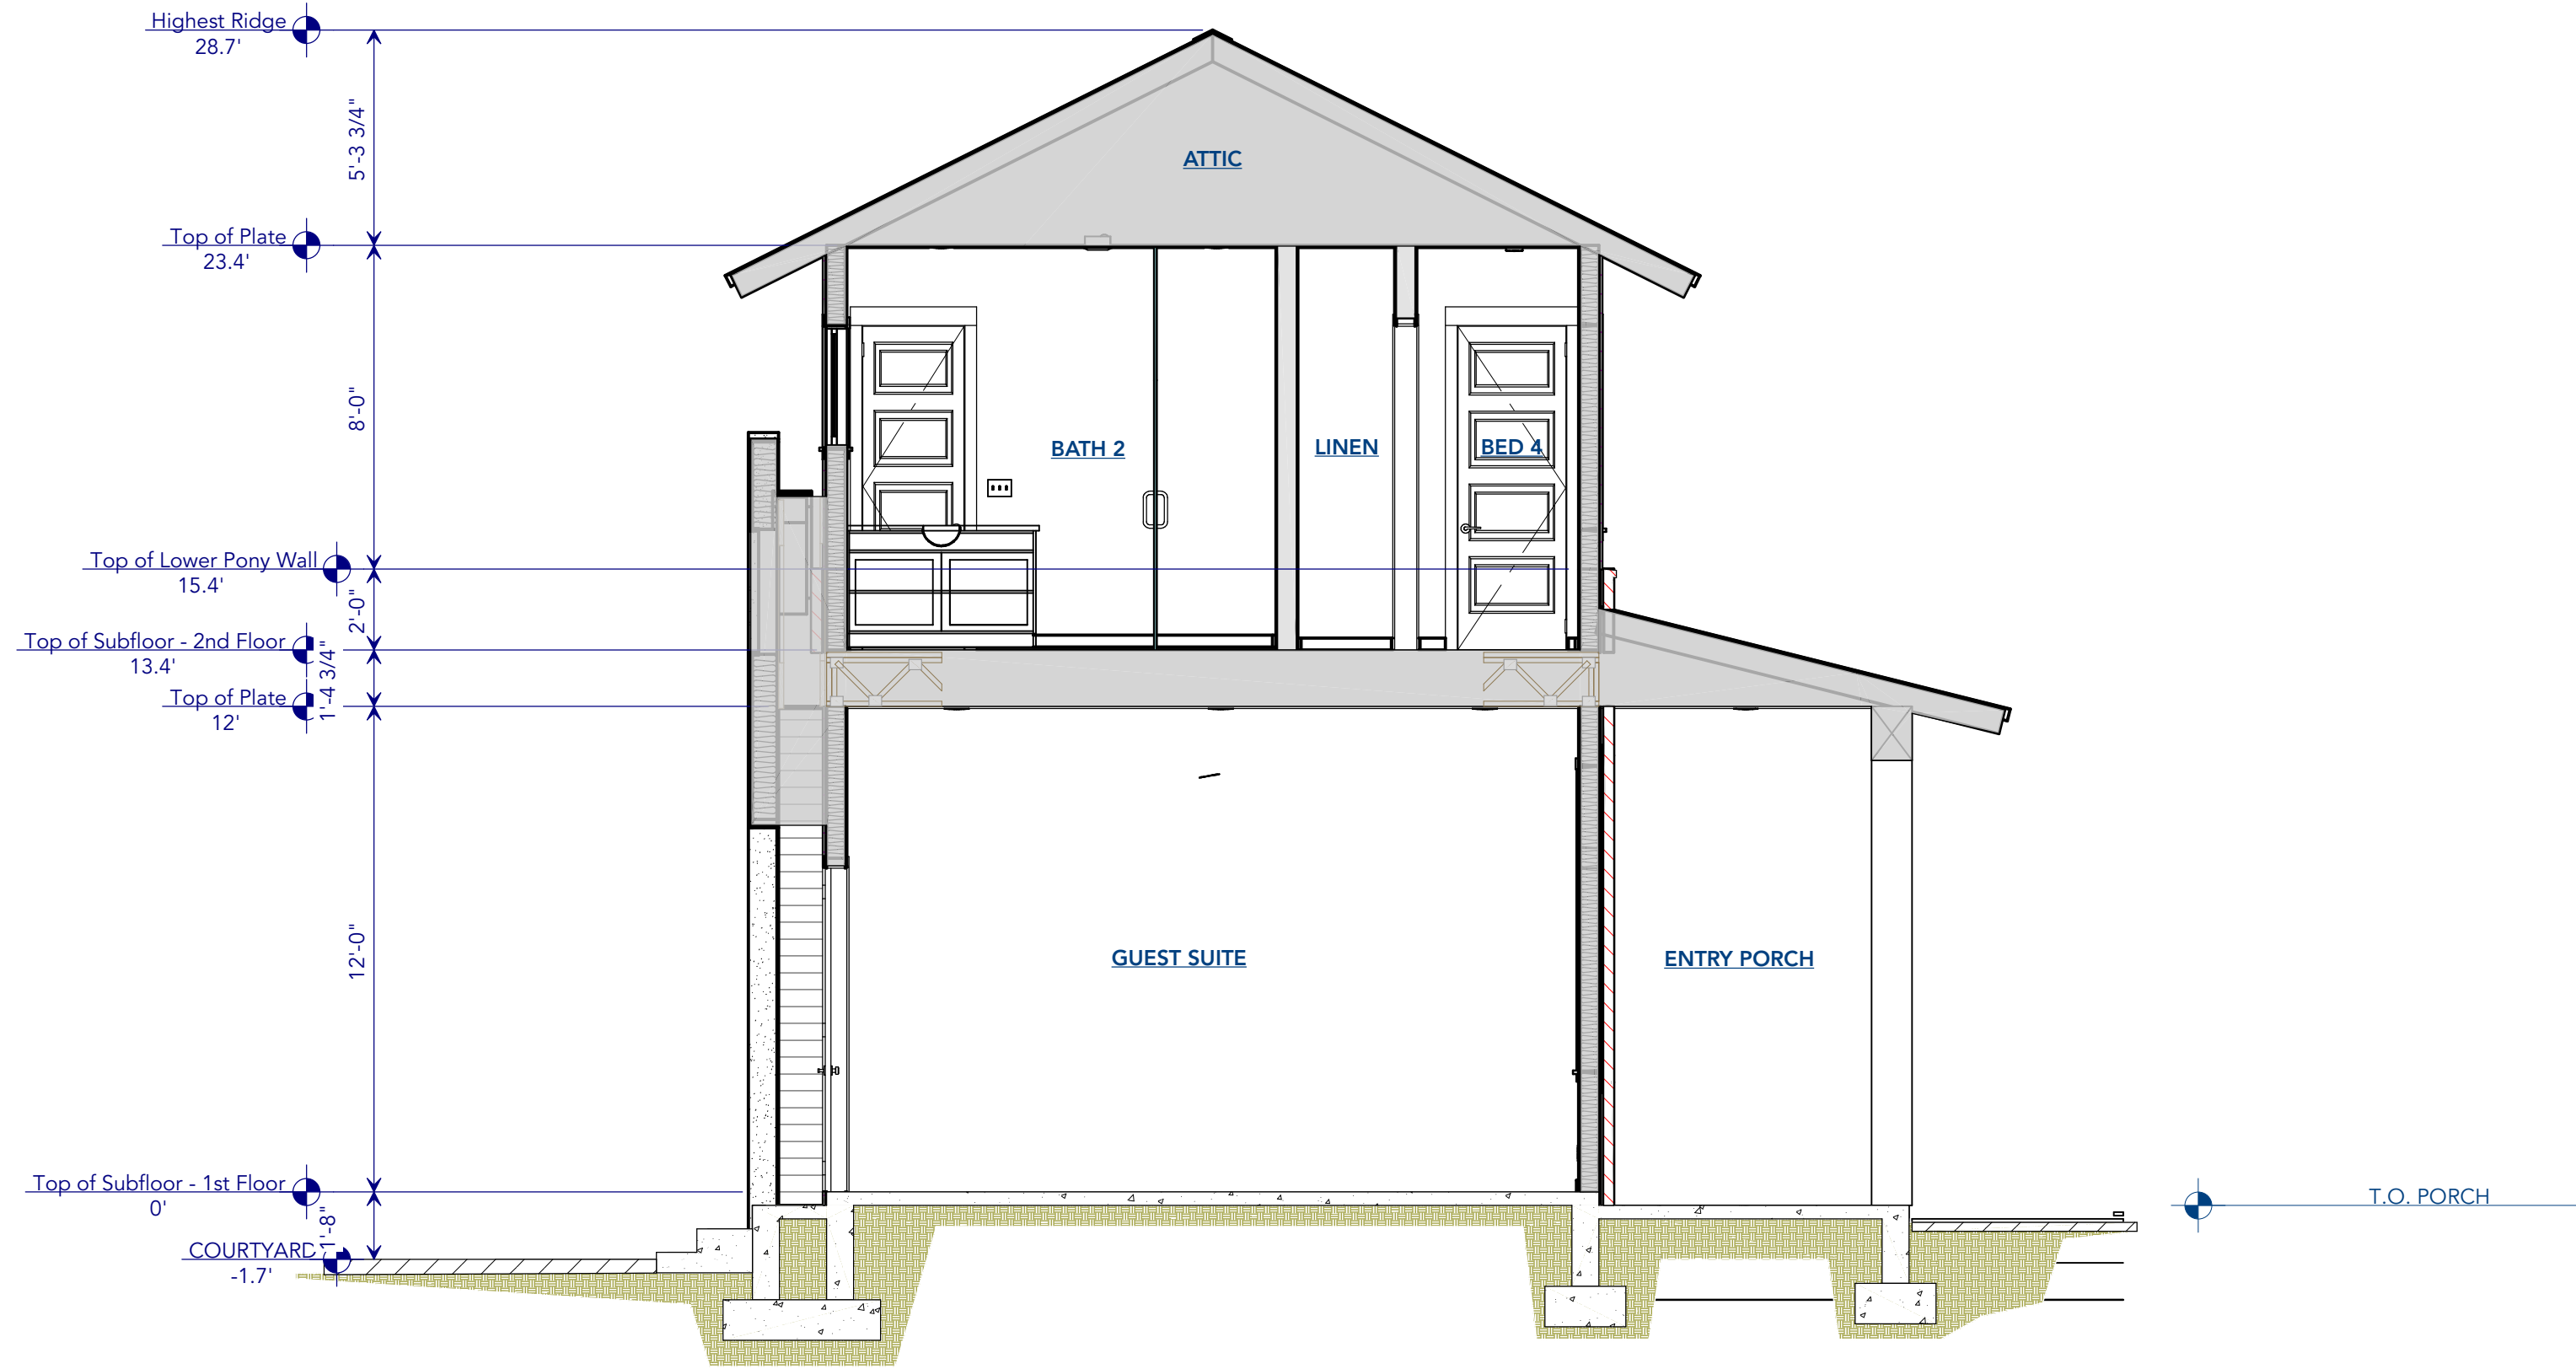 Highest Ridge
28.7'
5'-3 3/4"
ATTIC
Top of Plate
23.4'
8'-0"
BATH 2
LINEN
BED 4
Top of Lower Pony Wall
15.4'
2'-0"
Top of Subfloor - 2nd Floor
13.4'
1'-4 3/4"
Top of Plate
12'
12'-0"
GUEST SUITE
ENTRY PORCH
Top of Subfloor - 1st Floor
0'
T.O. PORCH
1'-8"
COURTYARD
-1.7'